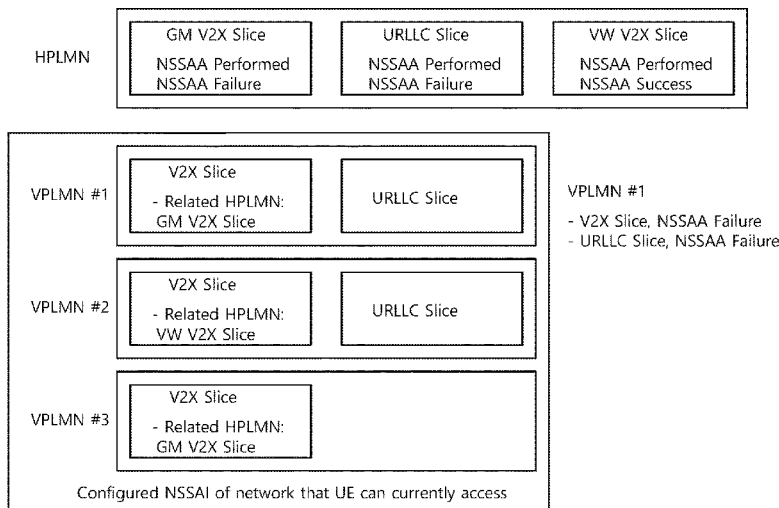 HPLMN
GM V2X Slice
NSSAA Performed
NSSAA Failure
URLLC Slice
NSSAA Performed
NSSAA Failure
VW V2X Slice
NSSAA Performed
NSSAA Success
VPLMN #1
V2X Slice
- Related HPLMN:
GM V2X Slice
URLLC Slice
VPLMN #1
- V2X Slice, NSSAA Failure
- URLLC Slice, NSSAA Failure
VPLMN #2
V2X Slice
- Related HPLMN:
VW V2X Slice
URLLC Slice
VPLMN #3
V2X Slice
- Related HPLMN:
GM V2X Slice
Configured NSSAI of network that UE can currently access